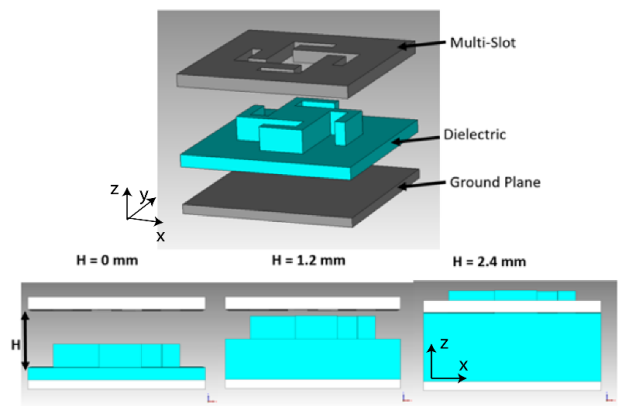 Multi-Slot
Dielectric
Ground Plane
z
y
x
H = 0 mm
H = 1.2 mm
H = 2.4 mm
H
z
x